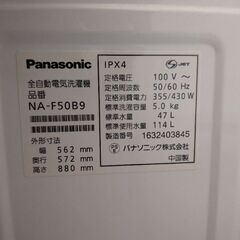 Panasonic
全自動電気洗濯機
品番
NA-F50B9
外形寸法
幅 562 mm
奥行 572 mm
高さ 880 mm
IPX4
JET
定格電圧 100 V～
定格周波数 50/60 Hz
定格消費電力 355/430 W
標準洗濯容量 5.0 kg
標準水量 47 L
標準使用水量 114 L
製造番号 1632403845
パナソニック株式会社
中国製